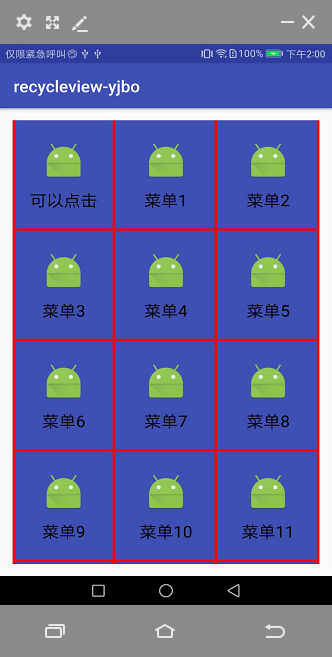 仅限紧急呼叫 100% 下午2:00
recycleview-yjbo
可以点击 菜单1 菜单2
菜单3 菜单4 菜单5
菜单6 菜单7 菜单8
菜单9 菜单10 菜单11